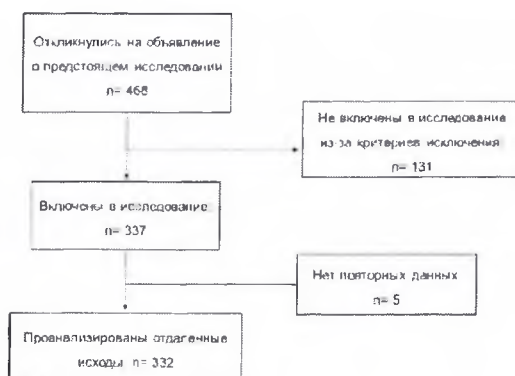 Откликнулись на объявление
о предстоящем исследовании
n= 468
Не включены в исследование
из-за критериев исключения
n= 131
Включены в исследование
n= 337
Нет повторных данных
n= 5
Проанализированы отдаленные
исходы n= 332